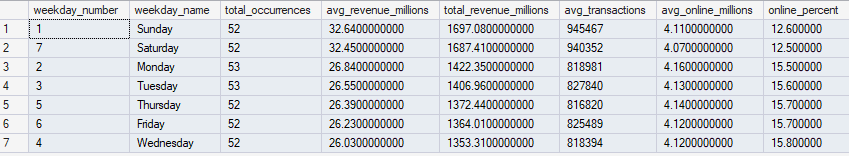 weekday_number weekday_name total_occurrences avg_revenue_millions total_revenue_millions avg_transactions avg_online_millions online_percent
1 1 Sunday 52 32.6400000000 1697.0800000000 945467 4.1100000000 12.600000
2 7 Saturday 52 32.4500000000 1687.4100000000 940352 4.0700000000 12.500000
3 2 Monday 53 26.8400000000 1422.3500000000 818981 4.1600000000 15.500000
4 3 Tuesday 53 26.5500000000 1406.9600000000 827840 4.1300000000 15.600000
5 5 Thursday 52 26.3900000000 1372.4400000000 816820 4.1400000000 15.700000
6 6 Friday 52 26.2300000000 1364.0100000000 825489 4.1200000000 15.700000
7 4 Wednesday 52 26.0300000000 1353.3100000000 818394 4.1200000000 15.800000